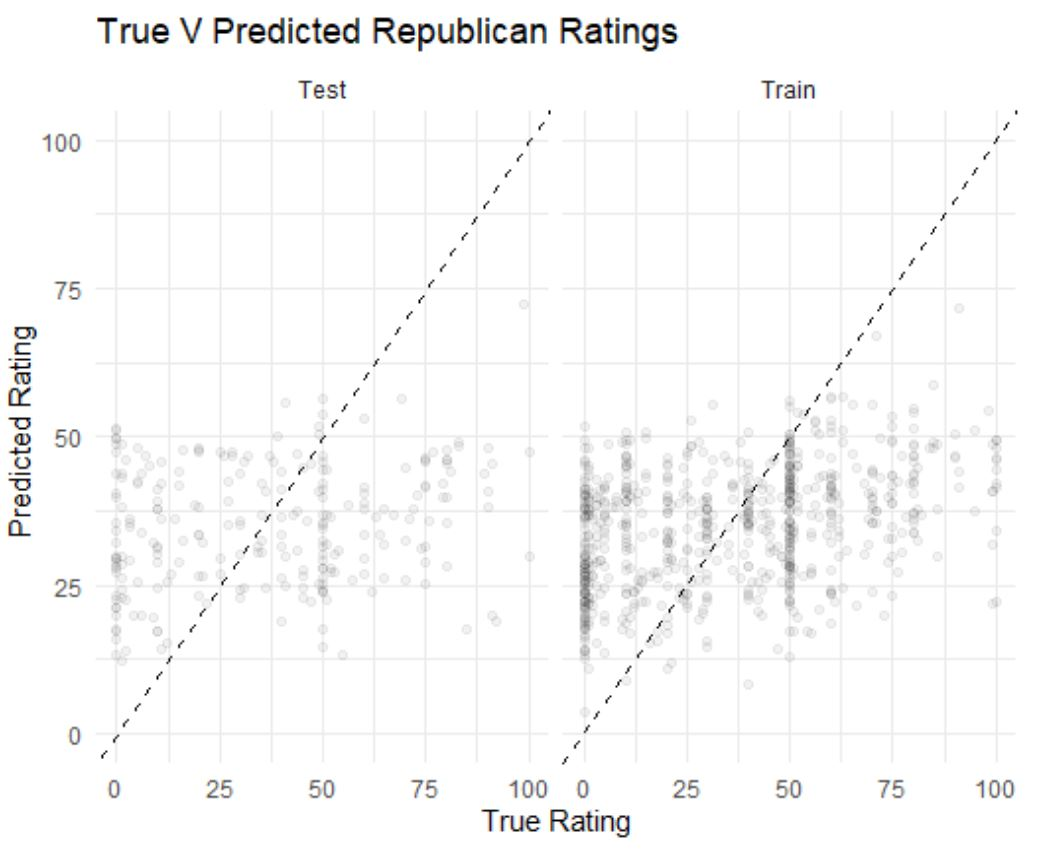 True V Predicted Republican Ratings
Test Train
Predicted Rating
100
75
50
25
0
0 25 50 75 100 0 25 50 75 100
True Rating